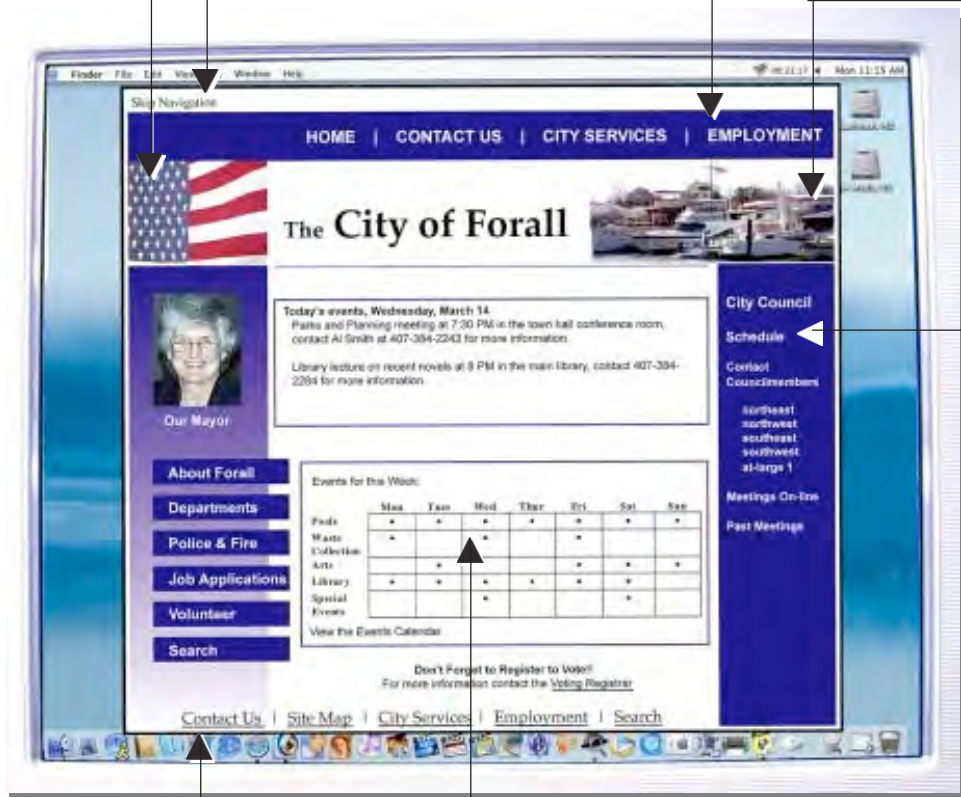 Finder File Edit View Window Help Mon 11:15 AM
Skip Navigation
HOME | CONTACT US | CITY SERVICES | EMPLOYMENT
The City of Forall
Our Mayor
About Forall
Departments
Police & Fire
Job Applications
Volunteer
Search
Today's events, Wednesday, March 14
Parks and Planning meeting at 7:30 PM in the town hall conference room,
contact Al Smith at 407-384-2243 for more information.
Library lecture on recent novels at 8 PM in the main library, contact 407-384-
2284 for more information.
Events for this Week:
Mon Tues Wed Thur Fri Sat Sun
Pools
Waste
Collection
Arts
Library
Special
Events
View the Events Calendar
Don't Forget to Register to Vote!!
For more information contact the Voting Registrar
City Council
Schedule
Contact
Councilmembers
northeast
northwest
southeast
southwest
at-large 1
Meetings On-line
Past Meetings
Contact Us | Site Map | City Services | Employment | Search